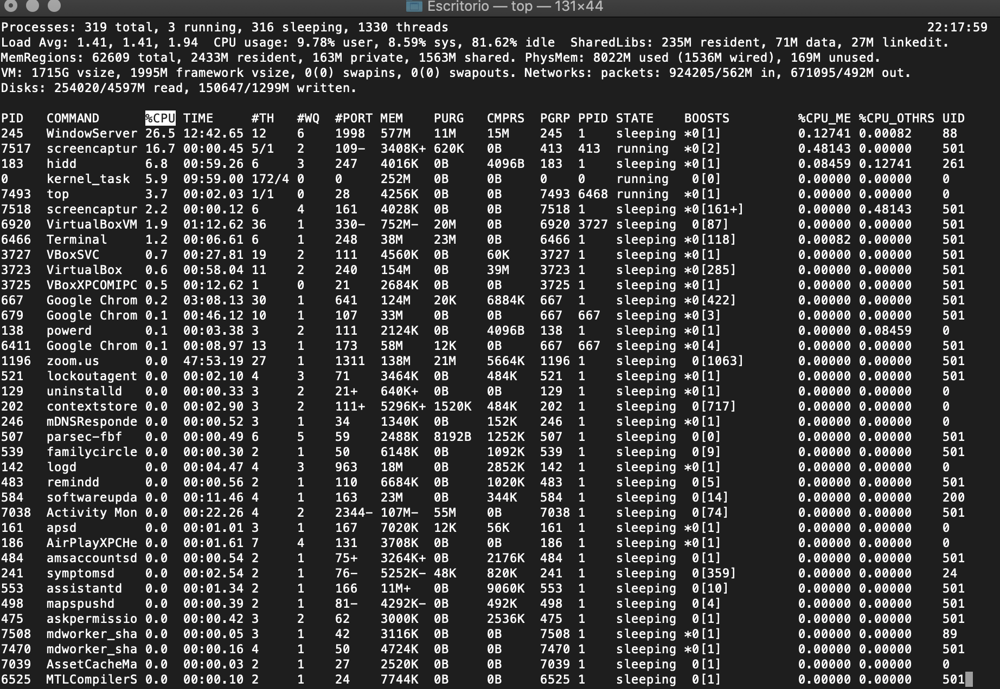 Escritorio — top — 131×44
Processes: 319 total, 3 running, 316 sleeping, 1330 threads 22:17:59
Load Avg: 1.41, 1.41, 1.94  CPU usage: 9.78% user, 8.59% sys, 81.62% idle  SharedLibs: 235M resident, 71M data, 27M linkedit.
MemRegions: 62609 total, 2433M resident, 163M private, 1563M shared. PhysMem: 8022M used (1536M wired), 169M unused.
VM: 1715G vsize, 1995M framework vsize, 0(0) swapins, 0(0) swapouts. Networks: packets: 924205/562M in, 671095/492M out.
Disks: 254020/4597M read, 150647/1299M written.
PID COMMAND %CPU TIME #TH #WQ #PORT MEM PURG CMPRS PGRP PPID STATE BOOSTS %CPU_ME %CPU_OTHRS UID
245 WindowServer 26.5 12:42.65 12 6 1998 577M 11M 15M 245 1 sleeping *0[1] 0.12741 0.00082 88
7517 screencaptur 16.7 00:00.45 5/1 2 109- 3408K+ 620K 0B 413 413 running *0[2] 0.48143 0.00000 501
183 hidd 6.8 00:59.26 6 3 247 4016K 0B 4096B 183 1 sleeping *0[1] 0.08459 0.12741 261
0 kernel_task 5.9 09:59.00 172/4 0 0 252M 0B 0B 0 0 running 0[0] 0.00000 0.00000 0
7493 top 3.7 00:02.03 1/1 0 28 4256K 0B 0B 7493 6468 running *0[1] 0.00000 0.00000 0
7518 screencaptur 2.2 00:00.12 6 4 161 4028K 0B 0B 7518 1 sleeping *0[161+] 0.00000 0.48143 501
6920 VirtualBoxVM 1.9 01:12.62 36 1 330- 752M- 20M 0B 6920 3727 sleeping 0[87] 0.00000 0.00000 501
6466 Terminal 1.2 00:06.61 6 1 248 38M 23M 0B 6466 1 sleeping *0[118] 0.00082 0.00000 501
3727 VBoxSVC 0.7 00:27.81 19 2 111 4560K 0B 60K 3727 1 sleeping *0[1] 0.00000 0.00000 501
3723 VirtualBox 0.6 00:58.04 11 2 240 154M 0B 39M 3723 1 sleeping *0[285] 0.00000 0.00000 501
3725 VBoxXPCOMIPC 0.5 00:12.62 1 0 21 2684K 0B 0B 3725 1 sleeping *0[1] 0.00000 0.00000 501
667 Google Chrom 0.2 03:08.13 30 1 641 124M 20K 6884K 667 1 sleeping *0[422] 0.00000 0.00000 501
679 Google Chrom 0.1 00:46.12 10 1 107 33M 0B 0B 667 667 sleeping *0[3] 0.00000 0.00000 501
138 powerd 0.1 00:03.38 3 2 111 2124K 0B 4096B 138 1 sleeping *0[1] 0.00000 0.08459 0
6411 Google Chrom 0.1 00:08.97 13 1 173 58M 12K 0B 667 667 sleeping *0[4] 0.00000 0.00000 501
1196 zoom.us 0.0 47:53.19 27 1 1311 138M 21M 5664K 1196 1 sleeping 0[1063] 0.00000 0.00000 501
521 lockoutagent 0.0 00:02.10 4 3 71 3464K 0B 484K 521 1 sleeping *0[1] 0.00000 0.00000 501
129 uninstalld 0.0 00:00.33 3 2 21+ 640K+ 0B 0B 129 1 sleeping *0[1] 0.00000 0.00000 0
202 contextstore 0.0 00:02.90 3 2 111+ 5296K+ 1520K 484K 202 1 sleeping 0[717] 0.00000 0.00000 0
246 mDNSResponde 0.0 00:00.52 3 1 34 1340K 0B 152K 246 1 sleeping *0[1] 0.00000 0.00000 0
507 parsec-fbf 0.0 00:00.49 6 5 59 2488K 8192B 1252K 507 1 sleeping 0[0] 0.00000 0.00000 501
539 familycircle 0.0 00:00.30 2 1 50 6148K 0B 1092K 539 1 sleeping 0[9] 0.00000 0.00000 501
142 logd 0.0 00:04.47 4 3 963 18M 0B 2852K 142 1 sleeping *0[1] 0.00000 0.00000 0
483 remindd 0.0 00:00.56 2 1 110 6684K 0B 1020K 483 1 sleeping 0[5] 0.00000 0.00000 501
584 softwareupda 0.0 00:11.46 4 1 163 23M 0B 344K 584 1 sleeping 0[14] 0.00000 0.00000 200
7038 Activity Mon 0.0 00:22.26 4 2 2344- 107M- 55M 0B 7038 1 sleeping 0[74] 0.00000 0.00000 501
161 apsd 0.0 00:01.01 3 1 167 7020K 12K 56K 161 1 sleeping *0[1] 0.00000 0.00000 0
186 AirPlayXPCHe 0.0 00:01.61 7 4 131 3708K 0B 0B 186 1 sleeping *0[1] 0.00000 0.00000 0
484 amsaccountsd 0.0 00:00.54 2 1 75+ 3264K+ 0B 2176K 484 1 sleeping 0[1] 0.00000 0.00000 501
241 symptomsd 0.0 00:02.54 2 1 76- 5252K- 48K 820K 241 1 sleeping 0[359] 0.00000 0.00000 24
553 assistantd 0.0 00:01.34 2 1 166 11M+ 0B 9060K 553 1 sleeping 0[10] 0.00000 0.00000 501
498 mapspushd 0.0 00:00.39 2 1 81- 4292K- 0B 492K 498 1 sleeping 0[4] 0.00000 0.00000 501
475 askpermissio 0.0 00:00.42 3 2 62 3000K 0B 2536K 475 1 sleeping 0[1] 0.00000 0.00000 501
7508 mdworker_sha 0.0 00:00.05 3 1 42 3116K 0B 0B 7508 1 sleeping *0[1] 0.00000 0.00000 89
7470 mdworker_sha 0.0 00:00.16 4 1 50 4724K 0B 0B 7470 1 sleeping *0[1] 0.00000 0.00000 501
7039 AssetCacheMa 0.0 00:00.03 2 1 27 2520K 0B 0B 7039 1 sleeping 0[1] 0.00000 0.00000 0
6525 MTLCompilerS 0.0 00:00.10 2 1 24 7744K 0B 0B 6525 1 sleeping 0[1] 0.00000 0.00000 501